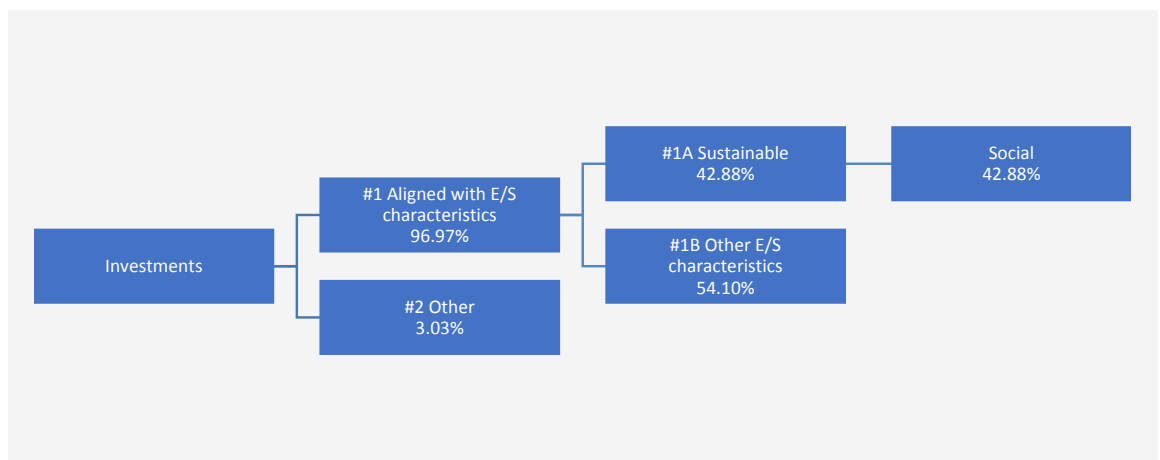 Investments
#1 Aligned with E/S
characteristics
96.97%
#2 Other
3.03%
#1A Sustainable
42.88%
#1B Other E/S
characteristics
54.10%
Social
42.88%